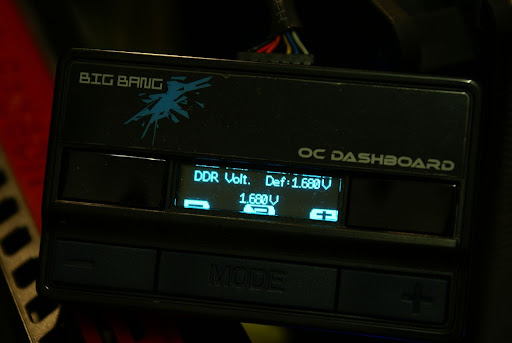 BIG BANG
OC DASHBOARD
DDR Volt. Def:1.680V
1.680V
- MODE +